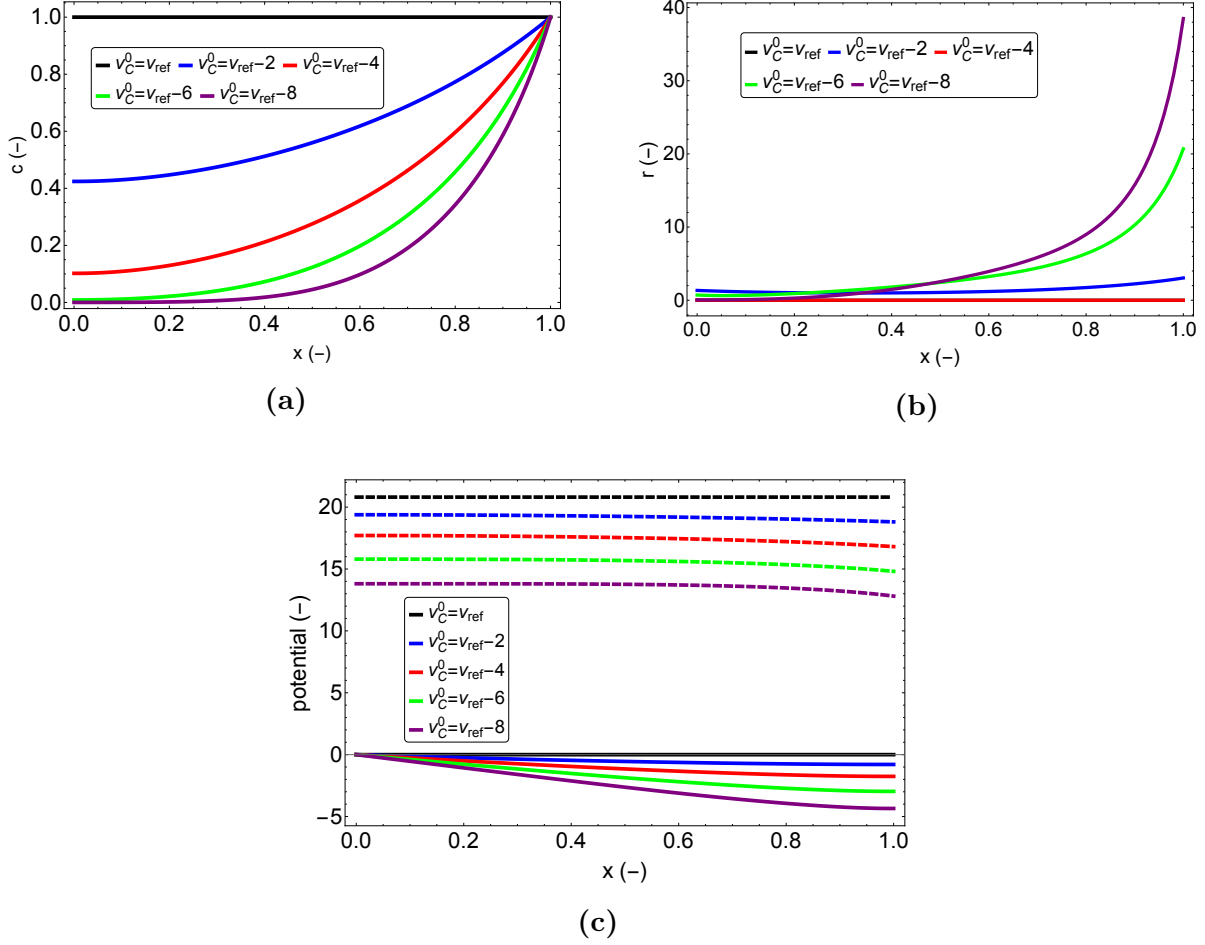 1.0
0.8
0.6
0.4
0.2
0.0
c (-)
v_C^0=v_ref v_C^0=v_ref-2 v_C^0=v_ref-4
v_C^0=v_ref-6 v_C^0=v_ref-8
0.0 0.2 0.4 0.6 0.8 1.0
x (-)
(a)
40
30
20
10
0
r (-)
v_C^0=v_ref v_C^0=v_ref-2 v_C^0=v_ref-4
v_C^0=v_ref-6 v_C^0=v_ref-8
0.0 0.2 0.4 0.6 0.8 1.0
x (-)
(b)
20
15
10
5
0
-5
potential (-)
v_C^0=v_ref
v_C^0=v_ref-2
v_C^0=v_ref-4
v_C^0=v_ref-6
v_C^0=v_ref-8
0.0 0.2 0.4 0.6 0.8 1.0
x (-)
(c)